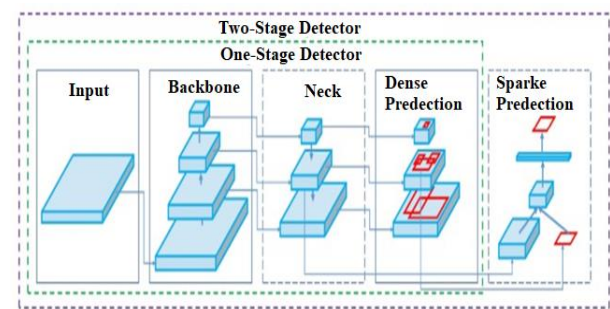 Two-Stage Detector
One-Stage Detector
Input
Backbone
Neck
Dense
Predection
Sparke
Predection